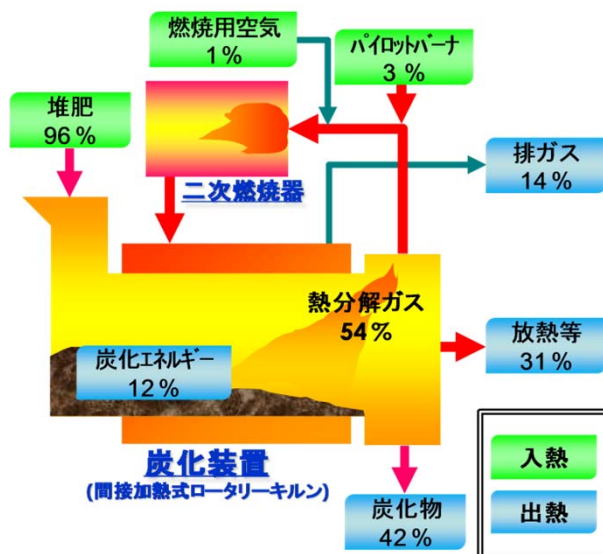 燃焼用空気
1%
パイロットバーナ
3%
堆肥
96%
排ガス
14%
二次燃焼器
熱分解ガス
54%
放熱等
31%
炭化エネルギー
12%
炭化装置
(間接加熱式ロータリーキルン)
炭化物
42%
入熱
出熱